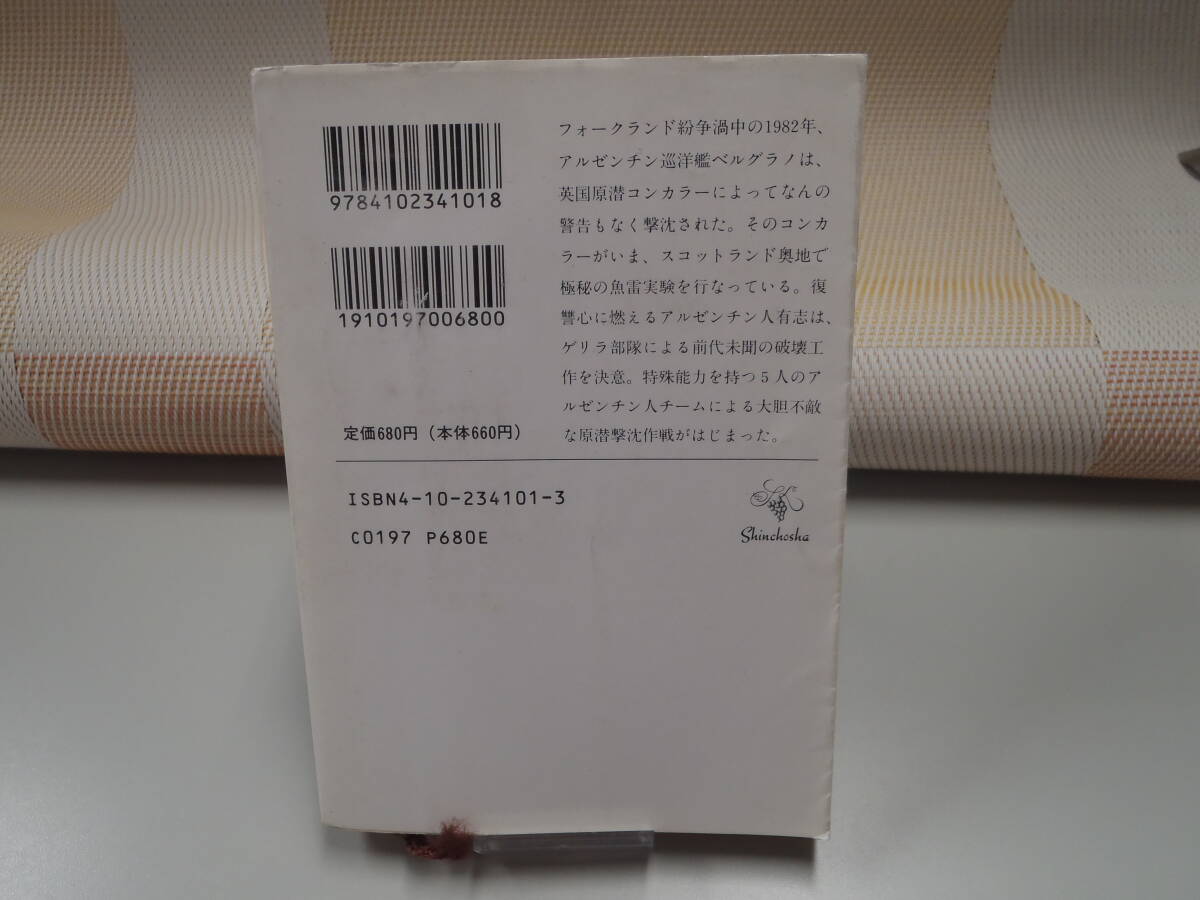 9784102341018
1910197006800
定価680円（本体660円）
フォークランド紛争渦中の1982年、
アルゼンチン巡洋艦ベルグラノは、
英国原潜コンカラーによってなんの
警告もなく撃沈された。そのコンカ
ラーがいま、スコットランド奥地で
極秘の魚雷実験を行なっている。復
讐心に燃えるアルゼンチン人有志は、
ゲリラ部隊による前代未聞の破壊工
作を決意。特殊能力を持つ5人のア
ルゼンチン人チームによる大胆不敵
な原潜撃沈作戦がはじまった。
ISBN4-10-234101-3
C0197 P680E
Shinchosha